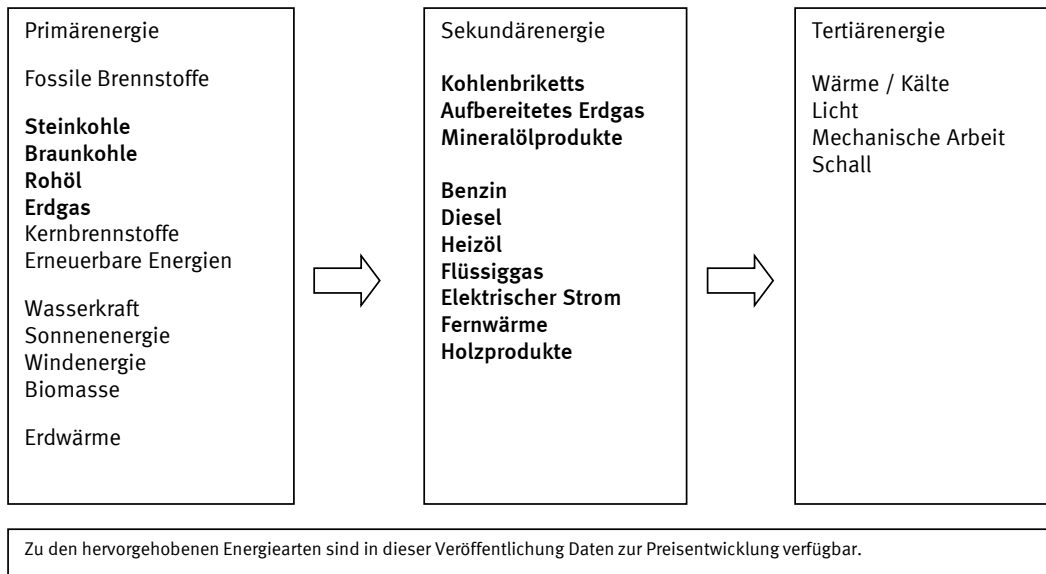 Primärenergie
Fossile Brennstoffe
Steinkohle
Braunkohle
Rohöl
Erdgas
Kernbrennstoffe
Erneuerbare Energien
Wasserkraft
Sonnenenergie
Windenergie
Biomasse
Erdwärme
Sekundärenergie
Kohlenbriketts
Aufbereitetes Erdgas
Mineralölprodukte
Benzin
Diesel
Heizöl
Flüssiggas
Elektrischer Strom
Fernwärme
Holzprodukte
Tertiärenergie
Wärme / Kälte
Licht
Mechanische Arbeit
Schall
Zu den hervorgehobenen Energiearten sind in dieser Veröffentlichung Daten zur Preisentwicklung verfügbar.